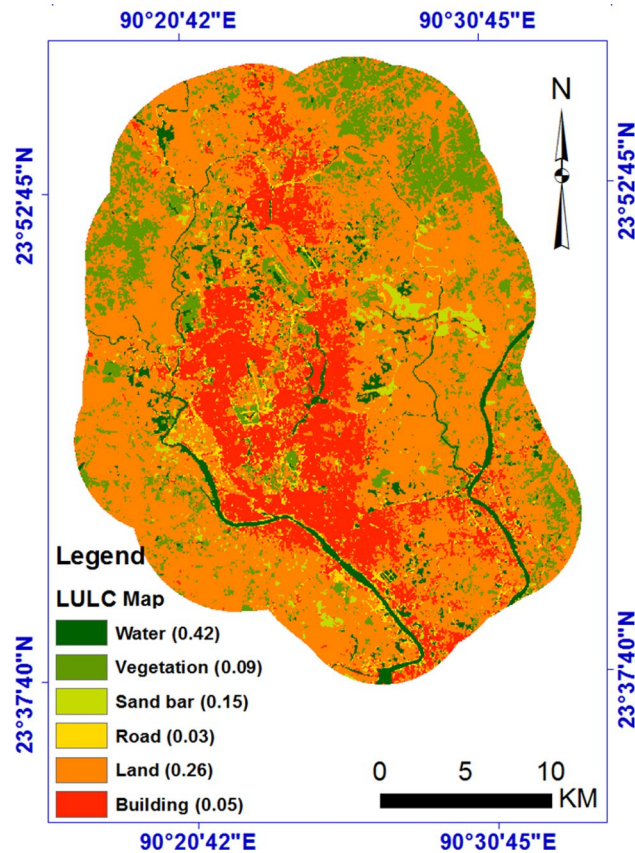 90°20'42"E 90°30'45"E
N
23°52'45"N
23°52'45"N
Legend
LULC Map
Water (0.42)
Vegetation (0.09)
Sand bar (0.15)
Road (0.03)
Land (0.26)
Building (0.05)
23°37'40"N
23°37'40"N
0 5 10
KM
90°20'42"E 90°30'45"E